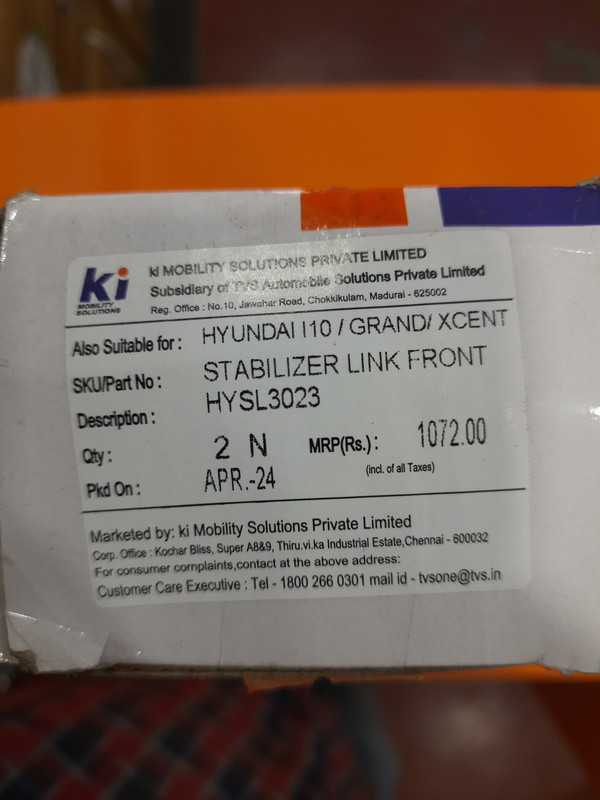 ki
MOBILITY
SOLUTIONS
ki MOBILITY SOLUTIONS PRIVATE LIMITED
Subsidiary of TVS Automobile Solutions Private Limited
Reg. Office : No.10, Jawahar Road, Chokkikulam, Madurai - 625002
Also Suitable for : HYUNDAI I10 / GRAND/ XCENT
SKU/Part No : STABILIZER LINK FRONT
Description : HYSL3023
Qty : 2 N MRP(Rs.) : 1072.00
(incl. of all Taxes)
Pkd On : APR.-24
Marketed by: ki Mobility Solutions Private Limited
Corp. Office : Kochar Bliss, Super A8&9, Thiru.vi.ka Industrial Estate,Chennai - 600032
For consumer complaints,contact at the above address:
Customer Care Executive : Tel - 1800 266 0301 mail id - tvsone@tvs.in